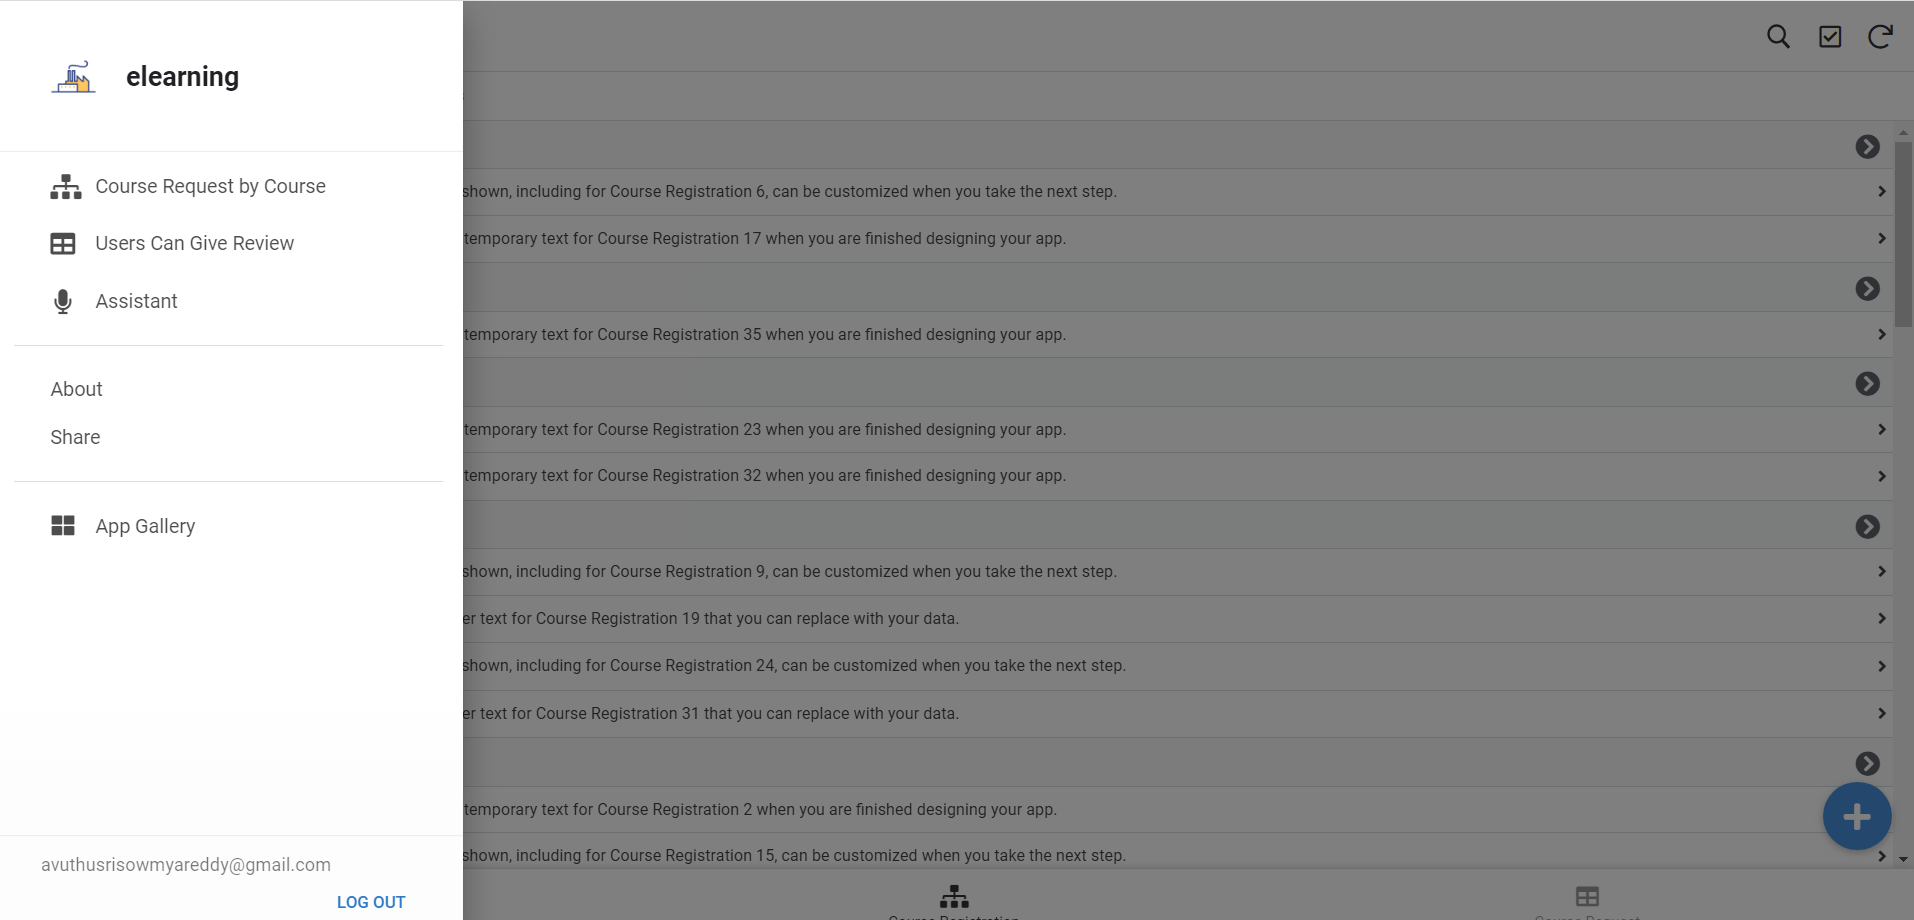 elearning
Course Request by Course
Users Can Give Review
Assistant
About
Share
App Gallery
avuthusrisowmyareddy@gmail.com
LOG OUT
shown, including for Course Registration 6, can be customized when you take the next step.
temporary text for Course Registration 17 when you are finished designing your app.
temporary text for Course Registration 35 when you are finished designing your app.
temporary text for Course Registration 23 when you are finished designing your app.
temporary text for Course Registration 32 when you are finished designing your app.
shown, including for Course Registration 9, can be customized when you take the next step.
er text for Course Registration 19 that you can replace with your data.
shown, including for Course Registration 24, can be customized when you take the next step.
er text for Course Registration 31 that you can replace with your data.
temporary text for Course Registration 2 when you are finished designing your app.
shown, including for Course Registration 15, can be customized when you take the next step.
Course Registration
Course Request